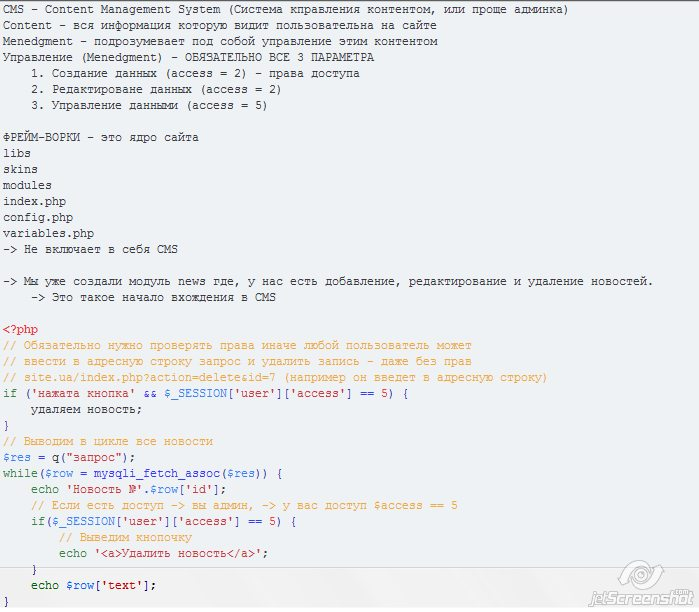 CMS - Content Management System (Система кправления контентом, или проще админка)
Content - вся информация которую видит пользовательна на сайте
Menedgment - подрозумевает под собой управление этим контентом
Управление (Menedgment) - ОБЯЗАТЕЛЬНО ВСЕ 3 ПАРАМЕТРА
1. Создание данных (access = 2) - права доступа
2. Редактироване данных (access = 2)
3. Управление данными (access = 5)
ФРЕЙМ-ВОРКИ - это ядро сайта
libs
skins
modules
index.php
config.php
variables.php
-> Не включает в себя CMS
-> Мы уже создали модуль news где, у нас есть добавление, редактирование и удаление новостей.
-> Это такое начало вхождения в CMS
<?php
// Обязательно нужно проверять права иначе любой пользователь может
// ввести в адресную строку запрос и удалить запись - даже без прав
// site.ua/index.php?action=delete&id=7 (например он введет в адресную строку)
if ('нажата кнопка' && $_SESSION['user']['access'] == 5) {
удаляем новость;
}
// Выводим в цикле все новости
$res = q("запрос");
while($row = mysqli_fetch_assoc($res)) {
echo 'Новость №'.$row['id'];
// Если есть доступ -> вы админ, -> у вас доступ $access == 5
if($_SESSION['user']['access'] == 5) {
// Выведим кнопочку
echo '<a>Удалить новость</a>';
}
echo $row['text'];
}
jetScreenshot.com